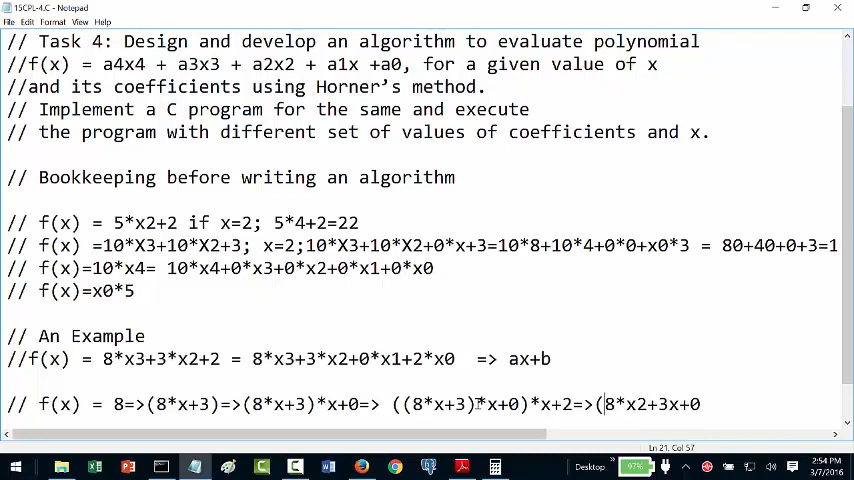 15CPL-4.C - Notepad
File Edit Format View Help
// Task 4: Design and develop an algorithm to evaluate polynomial
//f(x) = a4x4 + a3x3 + a2x2 + a1x +a0, for a given value of x
//and its coefficients using Horner’s method.
// Implement a C program for the same and execute
// the program with different set of values of coefficients and x.
// Bookkeeping before writing an algorithm
// f(x) = 5*x2+2 if x=2; 5*4+2=22
// f(x) =10*X3+10*X2+3; x=2;10*X3+10*X2+0*x+3=10*8+10*4+0*0+x0*3 = 80+40+0+3=1
// f(x)=10*x4= 10*x4+0*x3+0*x2+0*x1+0*x0
// f(x)=x0*5
// An Example
//f(x) = 8*x3+3*x2+2 = 8*x3+3*x2+0*x1+2*x0 => ax+b
// f(x) = 8=>(8*x+3)=>(8*x+3)*x+0=> ((8*x+3)*x+0)*x+2=>(8*x2+3x+0
Ln 21, Col 57
Desktop
97%
2:54 PM
3/7/2016